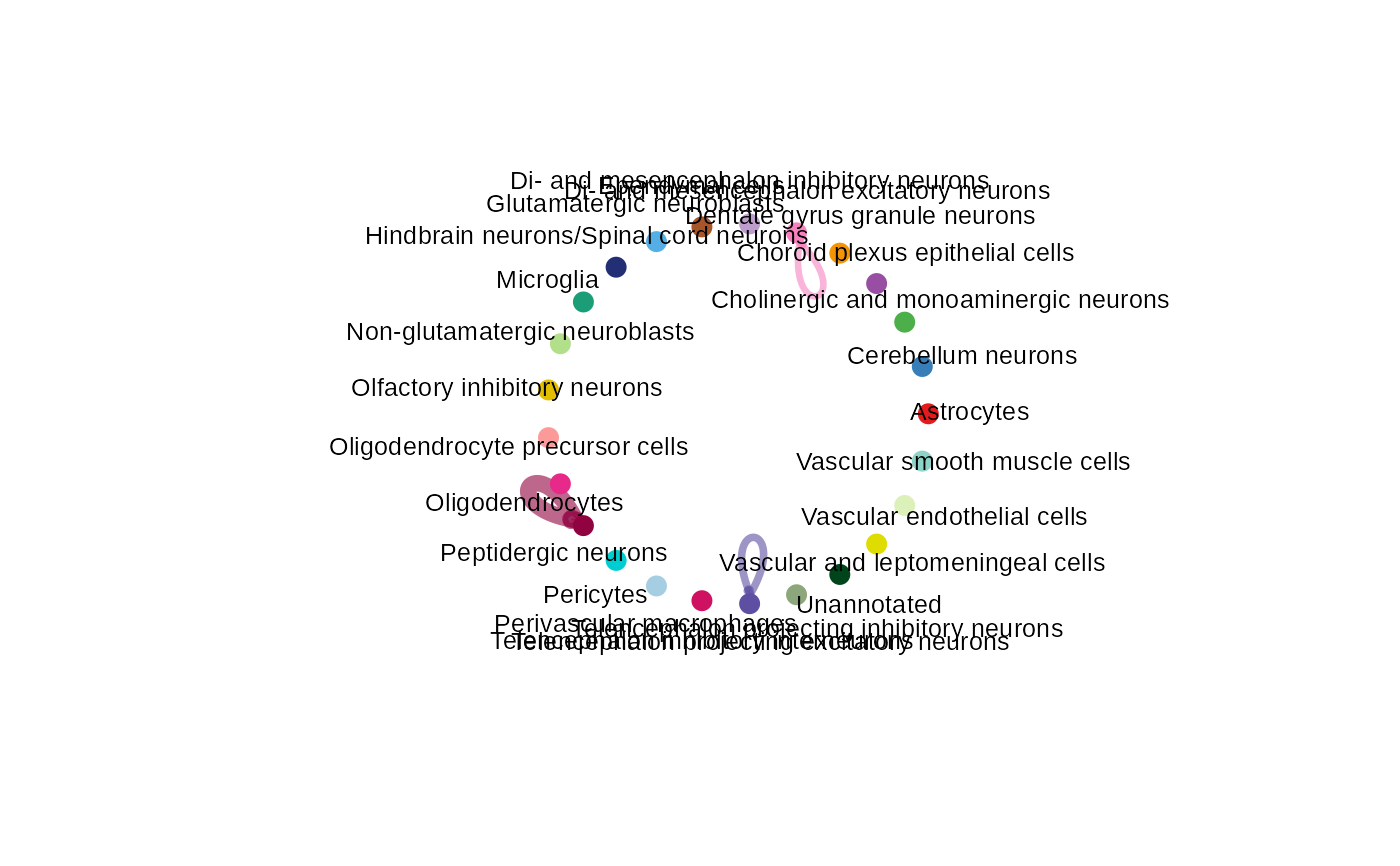 Di- and mesencephalon inhibitory neurons
Ependymal cells
Di- and mesencephalon excitatory neurons
Glutamatergic neuroblasts
Dentate gyrus granule neurons
Hindbrain neurons/Spinal cord neurons
Choroid plexus epithelial cells
Microglia
Cholinergic and monoaminergic neurons
Non-glutamatergic neuroblasts
Cerebellum neurons
Olfactory inhibitory neurons
Astrocytes
Oligodendrocyte precursor cells
Vascular smooth muscle cells
Oligodendrocytes
Vascular endothelial cells
Peptidergic neurons
Vascular and leptomeningeal cells
Pericytes
Unannotated
Perivascular macrophages
Telencephalon projecting inhibitory neurons
Telencephalon inhibitory interneurons
Telencephalon projecting excitatory neurons